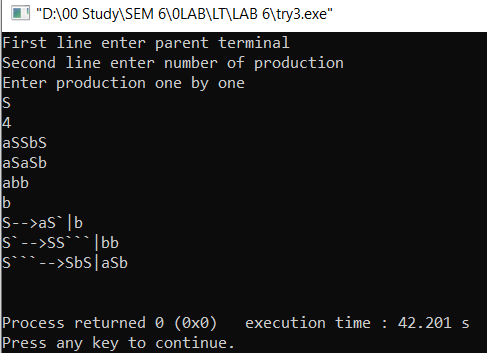 "D:\00 Study\SEM 6\0LAB\LT\LAB 6\try3.exe"
First line enter parent terminal
Second line enter number of production
Enter production one by one
S
4
aSSbS
aSaSb
abb
b
S-->aS`|b
S`-->SS```|bb
S```-->SbS|aSb
Process returned 0 (0x0)   execution time : 42.201 s
Press any key to continue.